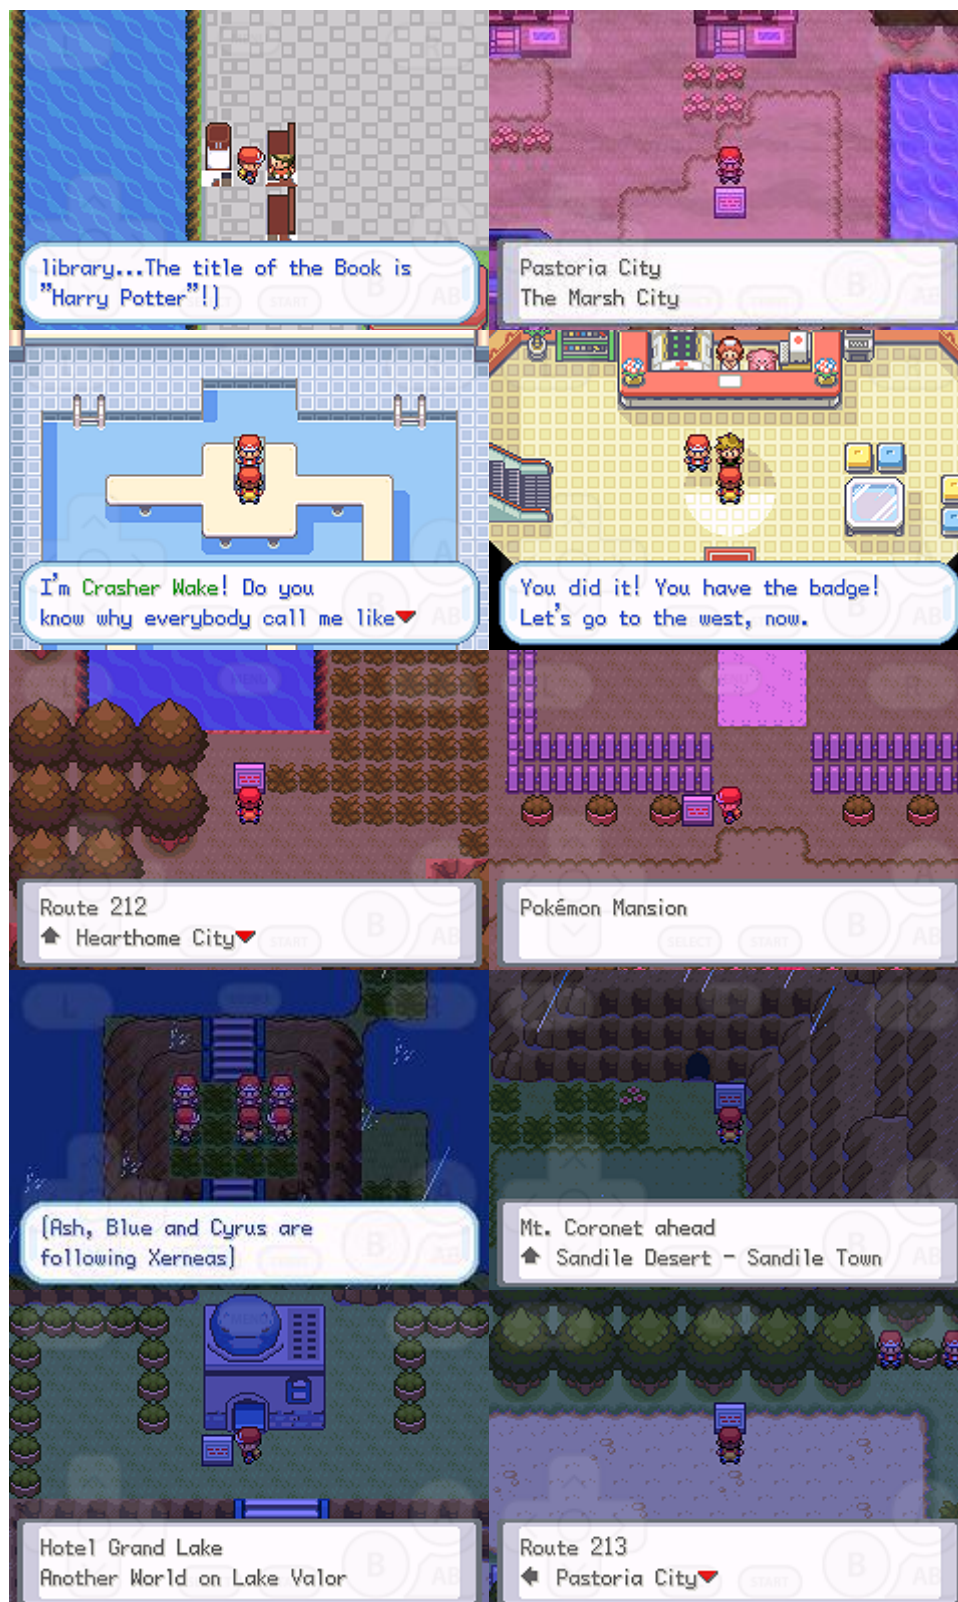 library...The title of the Book is
"Harry Potter"!)
Pastoria City
The Marsh City
I'm Crasher Wake! Do you
know why everybody call me like
You did it! You have the badge!
Let's go to the west, now.
Route 212
Hearthome City
Pokémon Mansion
(Ash, Blue and Cyrus are
following Xerneas)
Mt. Coronet ahead
Sandile Desert - Sandile Town
Hotel Grand Lake
Another World on Lake Valor
Route 213
Pastoria City